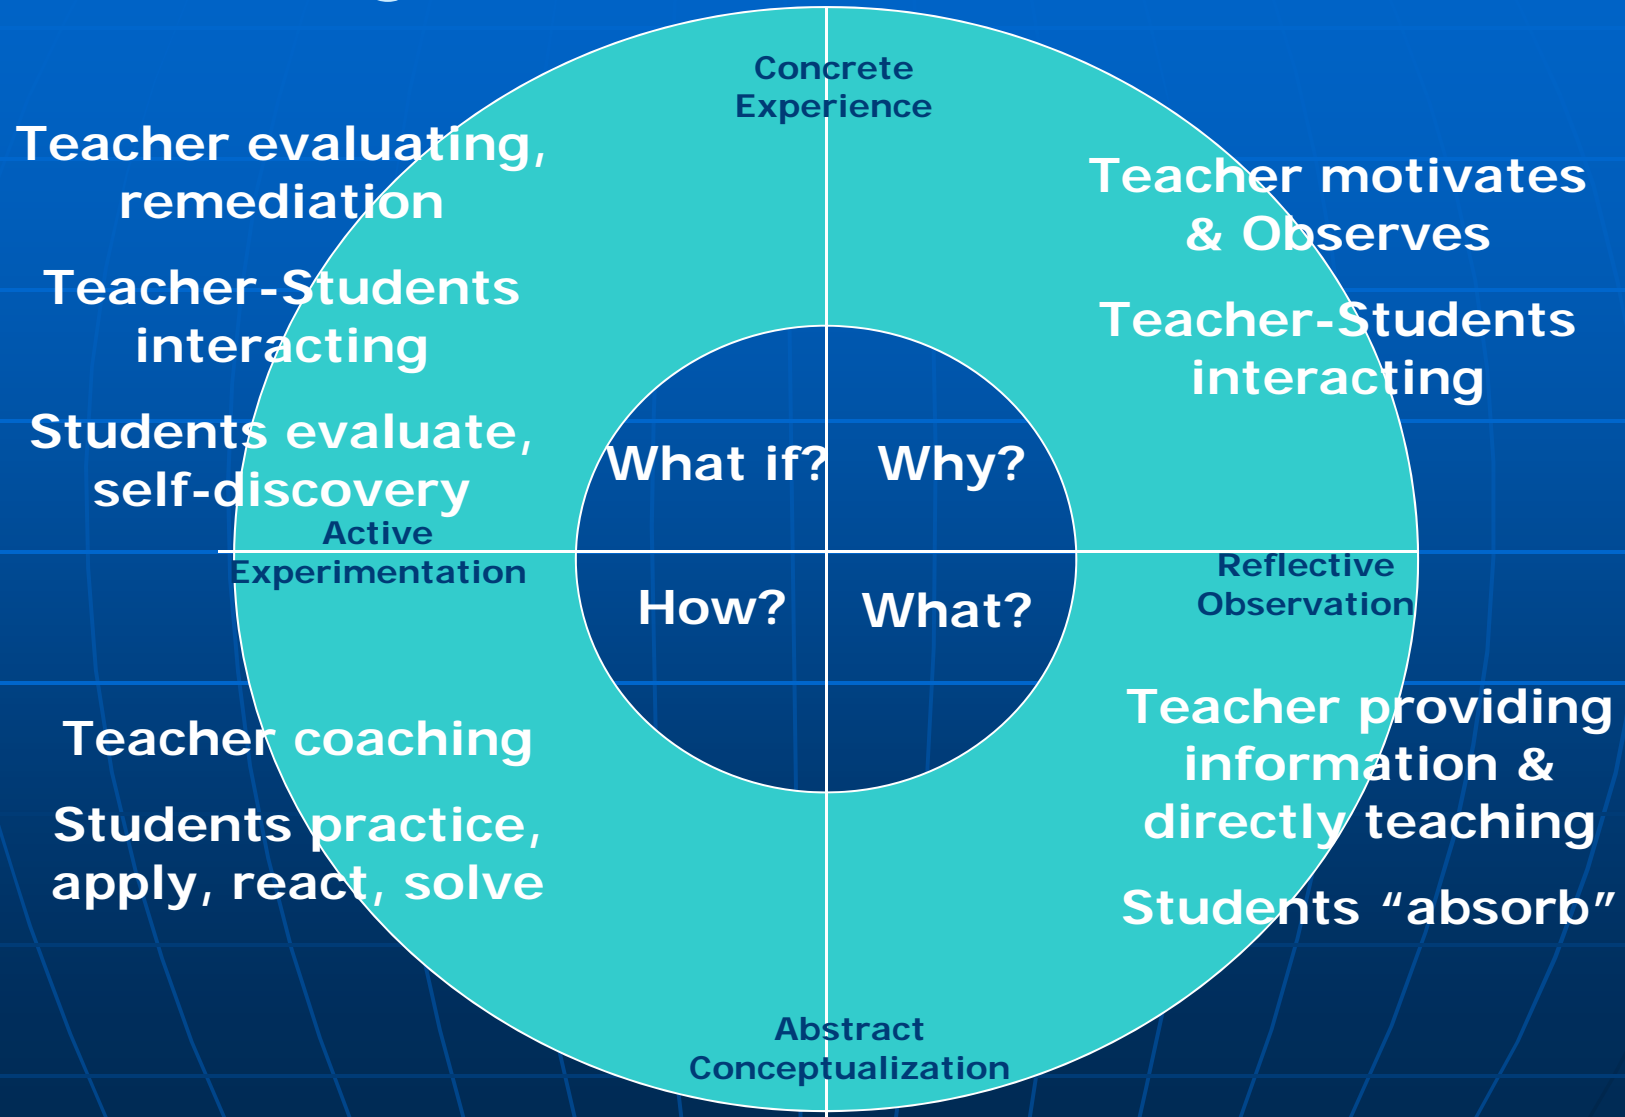 Concrete
Experience
Teacher evaluating,
remediation
Teacher-Students
interacting
Students evaluate,
self-discovery
Teacher motivates
& Observes
Teacher-Students
interacting
What if?
Why?
Active
Experimentation
Reflective
Observation
How?
What?
Teacher coaching
Students practice,
apply, react, solve
Teacher providing
information &
directly teaching
Students “absorb”
Abstract
Conceptualization